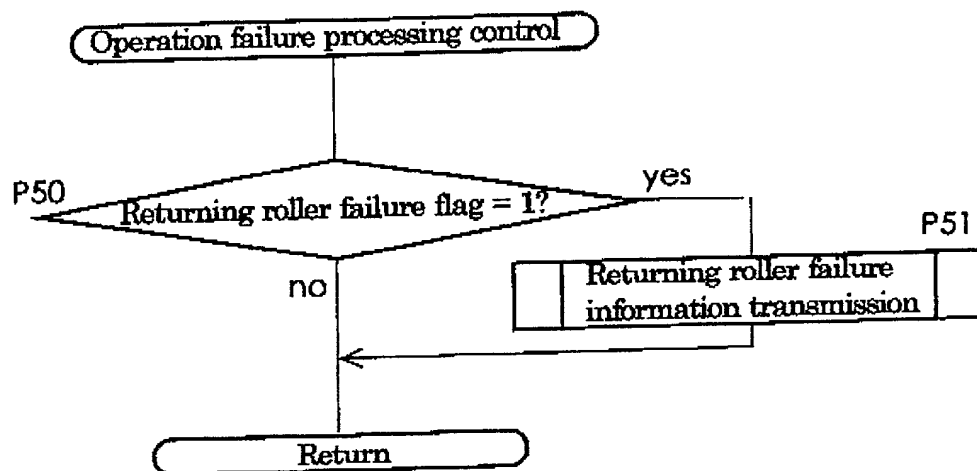 Operation failure processing control
P50
Returning roller failure flag = 1?
yes
no
P51
Returning roller failure
information transmission
Return